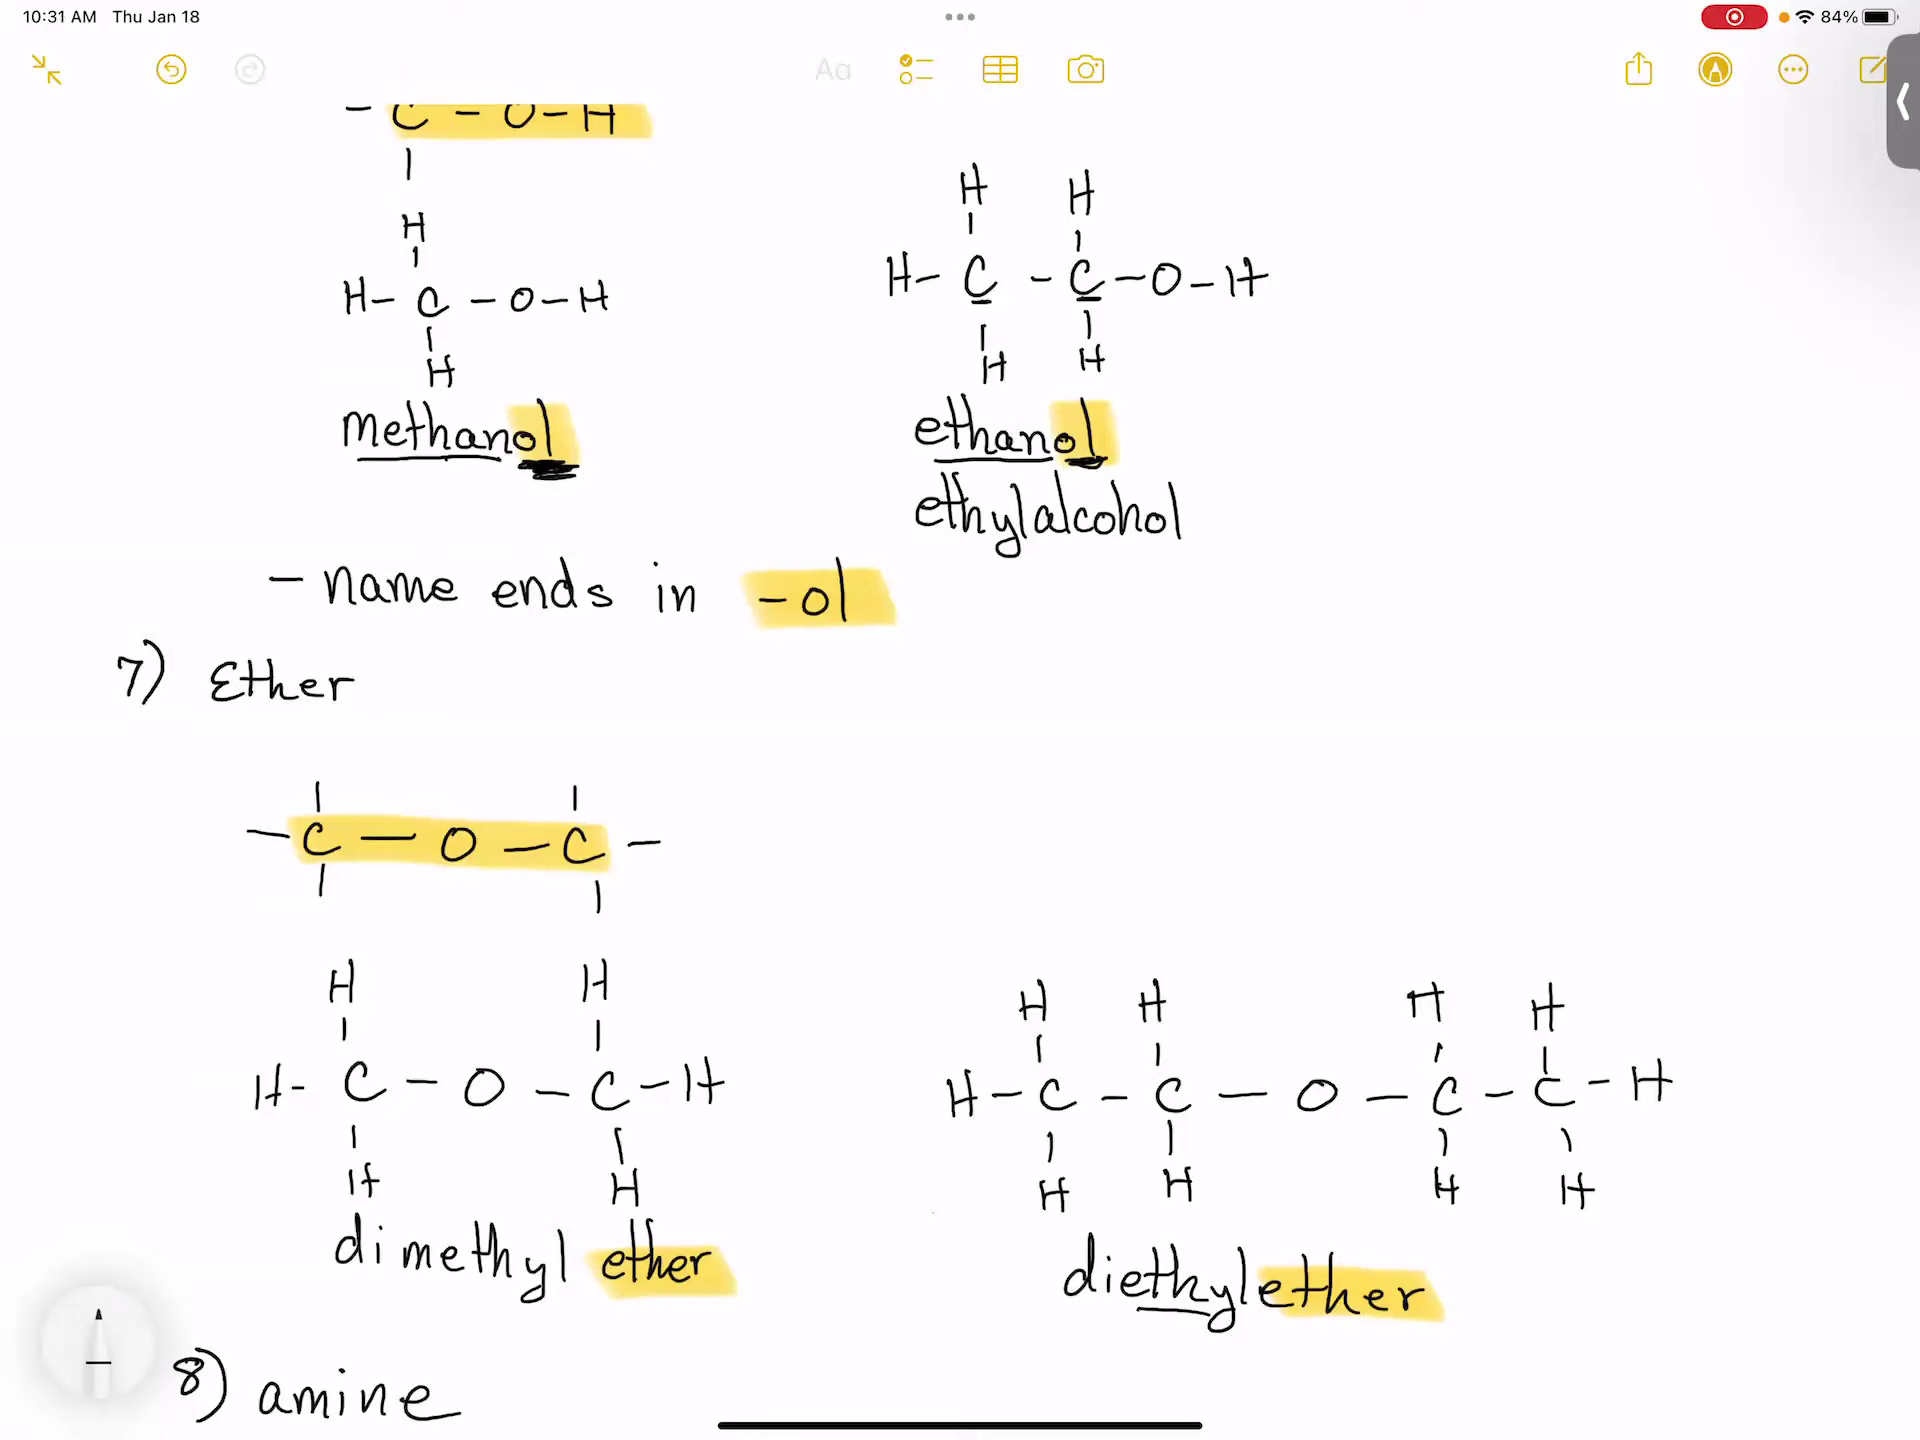 10:31 AM Thu Jan 18
84%
Aa
- C - O - H
H
H - C - O - H
H
methanol
H H
H - C - C - O - H
H H
ethanol
ethylalcohol
- name ends in -ol
7) Ether
- C - O - C -
H H
H - C - O - C - H
H H
dimethyl ether
H H H H
H - C - C - O - C - C - H
H H H H
diethylether
8) amine